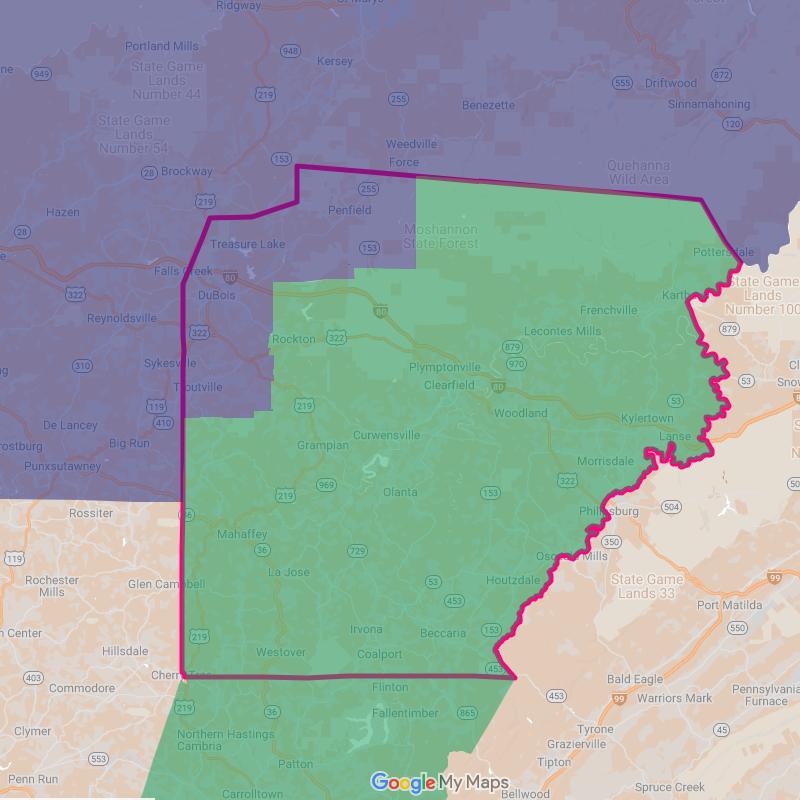 Ridgway
St. Marys
Portland Mills
948
Kersey
949
State Game
Lands
Number 44
219
255
555
Driftwood
872
Sinnamahoning
Benezette
120
State Game
Lands
Number 54
Weedville
153
Force
Brockway
28
Quehanna
Wild Area
255
219
Hazen
Penfield
28
Moshannon
State Forest
Treasure Lake
153
Pottersdale
Falls Creek
80
322
DuBois
Karth
State Game
Lands
Number 100
80
Frenchville
Reynoldsville
322
Rockton
322
Lecontes Mills
879
879
310
Sykesville
970
Plymptonville
Clearfield
80
53
Troutville
119
219
53
Woodland
410
De Lancey
Kylertown
rostburg
Big Run
Curwensville
Lanse
Grampian
Punxsutawney
Morrisdale
322
969
Olanta
153
219
504
Rossiter
36
Philipsburg
Mahaffey
350
36
729
119
Osceola Mills
La Jose
99
Rochester
Mills
Glen Campbell
53
Houtzdale
State Game
Lands 33
453
Port Matilda
n Center
219
Irvona
Beccaria
153
550
Hillsdale
Westover
Coalport
453
403
Cherry Tree
Bald Eagle
Commodore
Flinton
453
99
Warriors Mark
Pennsylvania
Furnace
219
36
Fallentimber
865
Clymer
Northern Hastings
Cambria
Tyrone
45
Grazierville
553
Tipton
Patton
Penn Run
Google My Maps
Carrolltown
Bellwood
Spruce Creek